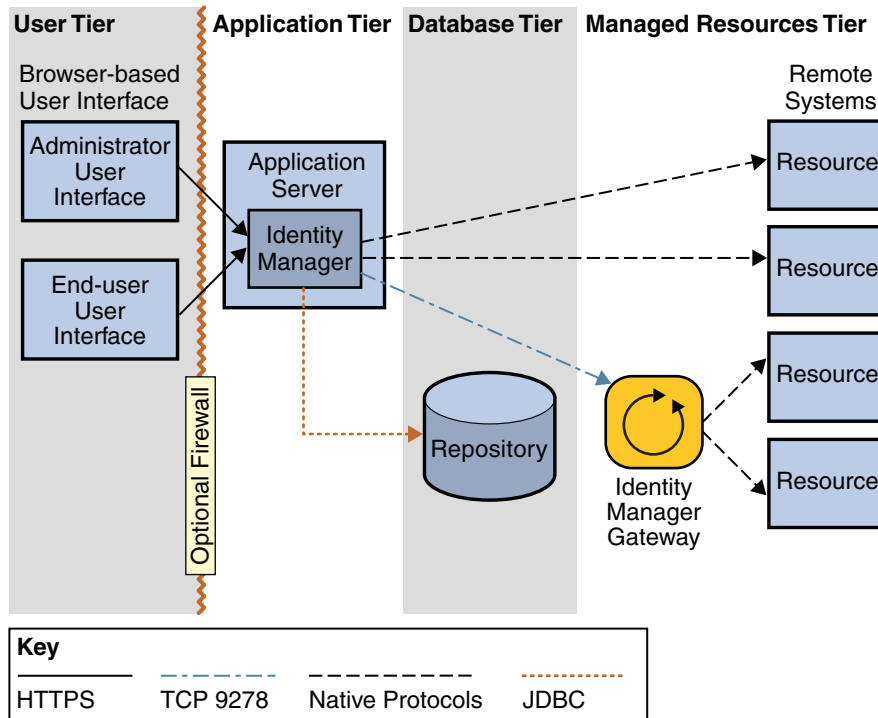 User Tier
Application Tier
Database Tier
Managed Resources Tier
Browser-based
User Interface
Administrator
User
Interface
End-user
User
Interface
Optional Firewall
Application
Server
Identity
Manager
Repository
Identity
Manager
Gateway
Remote
Systems
Resource
Resource
Resource
Resource
Key
HTTPS
TCP 9278
Native Protocols
JDBC